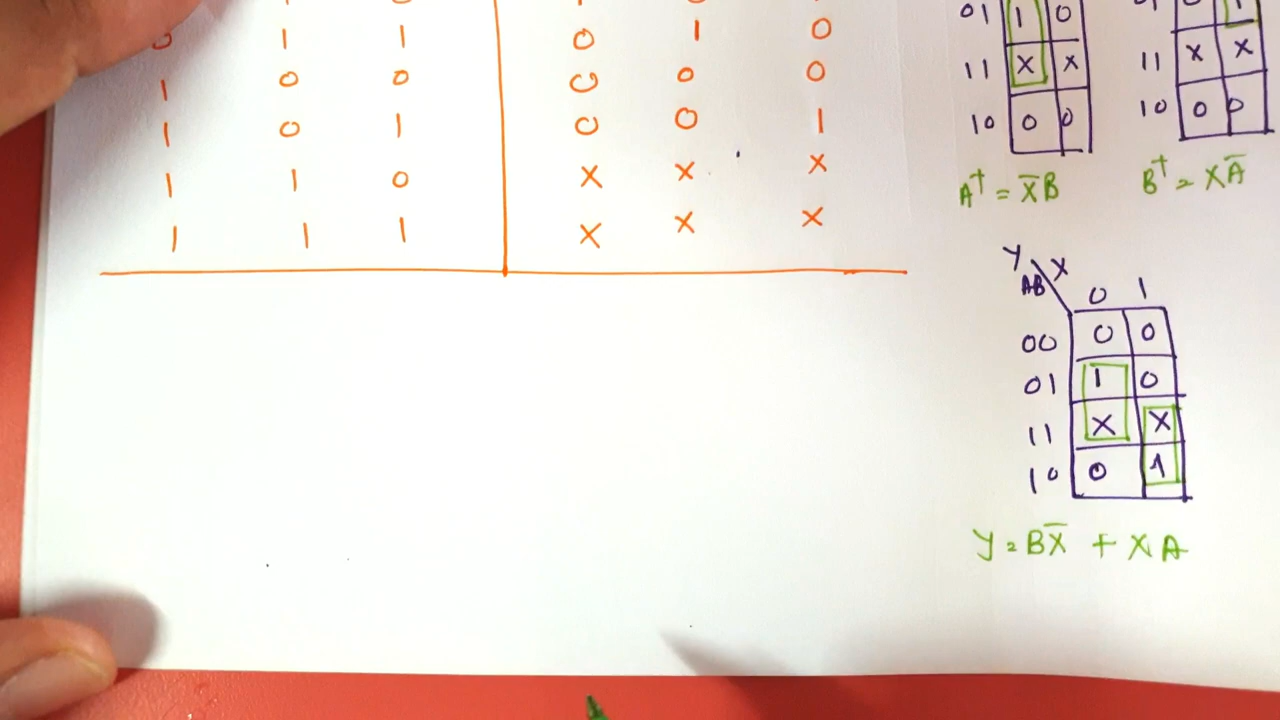 0 1 1 0 1 0
1 0 0 0 0 0
1 0 1 0 0 1
1 1 0 X X X
1 1 1 X X X
01 1 0
11 X X
10 0 0
A⁺ = X̅B
11 X X
10 0 0
B⁺ = XA̅
Y X
AB 0 1
00 0 0
01 1 0
11 X X
10 0 1
Y = BX̅ + XA